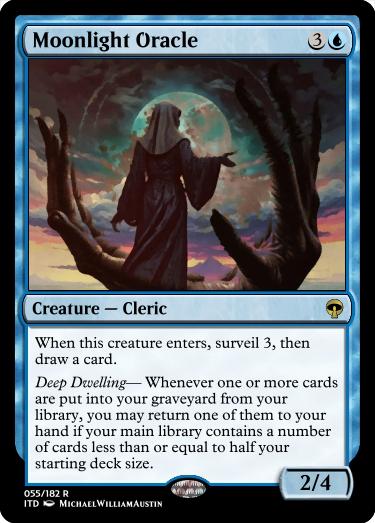 Moonlight Oracle 3
Creature — Cleric
When this creature enters, surveil 3, then
draw a card.
Deep Dwelling— Whenever one or more cards
are put into your graveyard from your
library, you may return one of them to your
hand if your main library contains a number
of cards less than or equal to half your
starting deck size.
2/4
055/182 R
ITD MichaelWilliamAustin